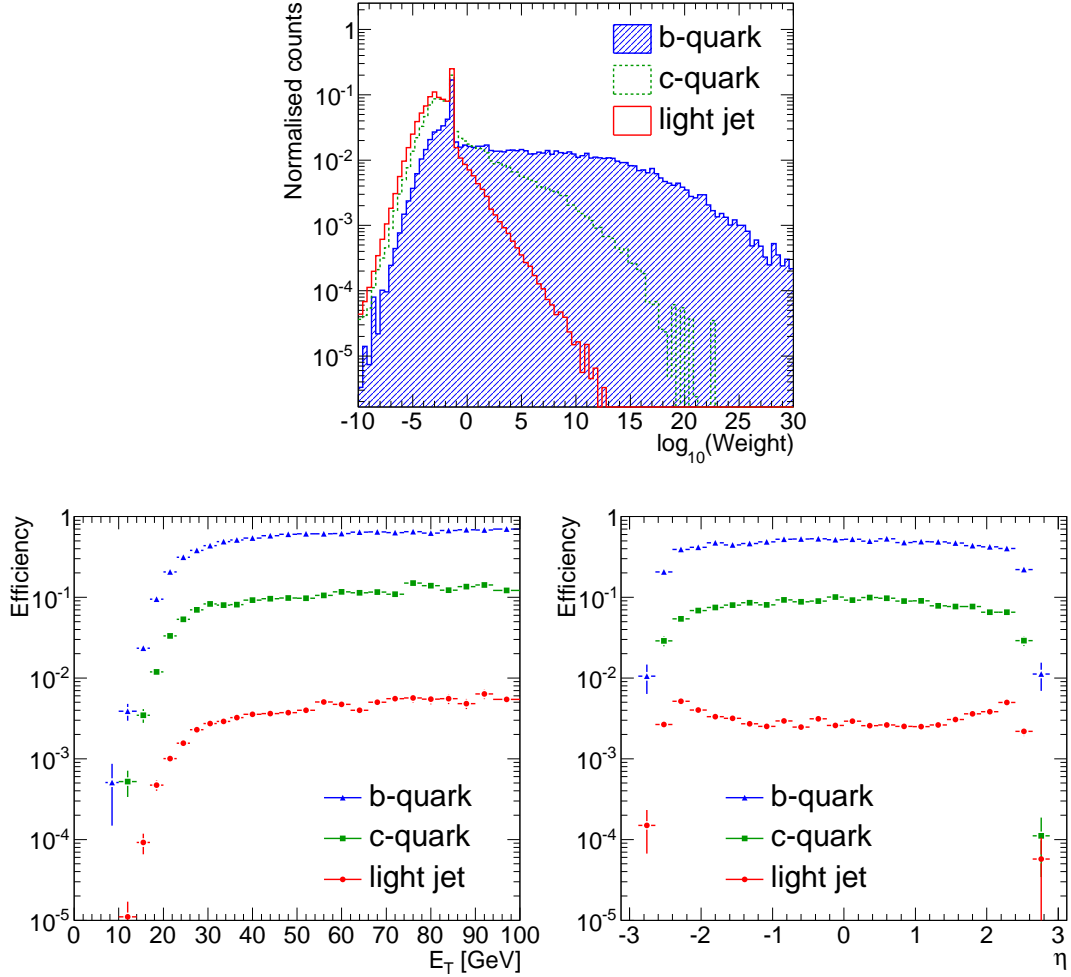 Normalised counts
1
10^-1
10^-2
10^-3
10^-4
10^-5
b-quark
c-quark
light jet
-10 -5 0 5 10 15 20 25 30
log_10(Weight)
Efficiency
1
10^-1
10^-2
10^-3
10^-4
10^-5
b-quark
c-quark
light jet
0 10 20 30 40 50 60 70 80 90 100
E_T [GeV]
Efficiency
1
10^-1
10^-2
10^-3
10^-4
10^-5
b-quark
c-quark
light jet
-3 -2 -1 0 1 2 3
η